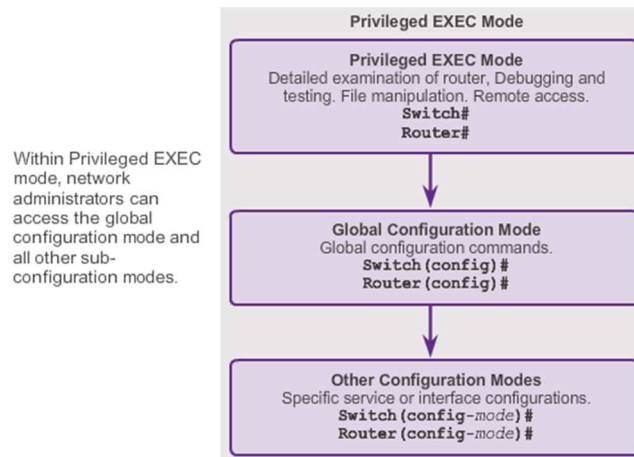 Privileged EXEC Mode
Privileged EXEC Mode
Detailed examination of router, Debugging and
testing. File manipulation. Remote access.
Switch#
Router#
Within Privileged EXEC
mode, network
administrators can
access the global
configuration mode and
all other sub-
configuration modes.
Global Configuration Mode
Global configuration commands.
Switch(config)#
Router(config)#
Other Configuration Modes
Specific service or interface configurations.
Switch(config-mode)#
Router(config-mode)#